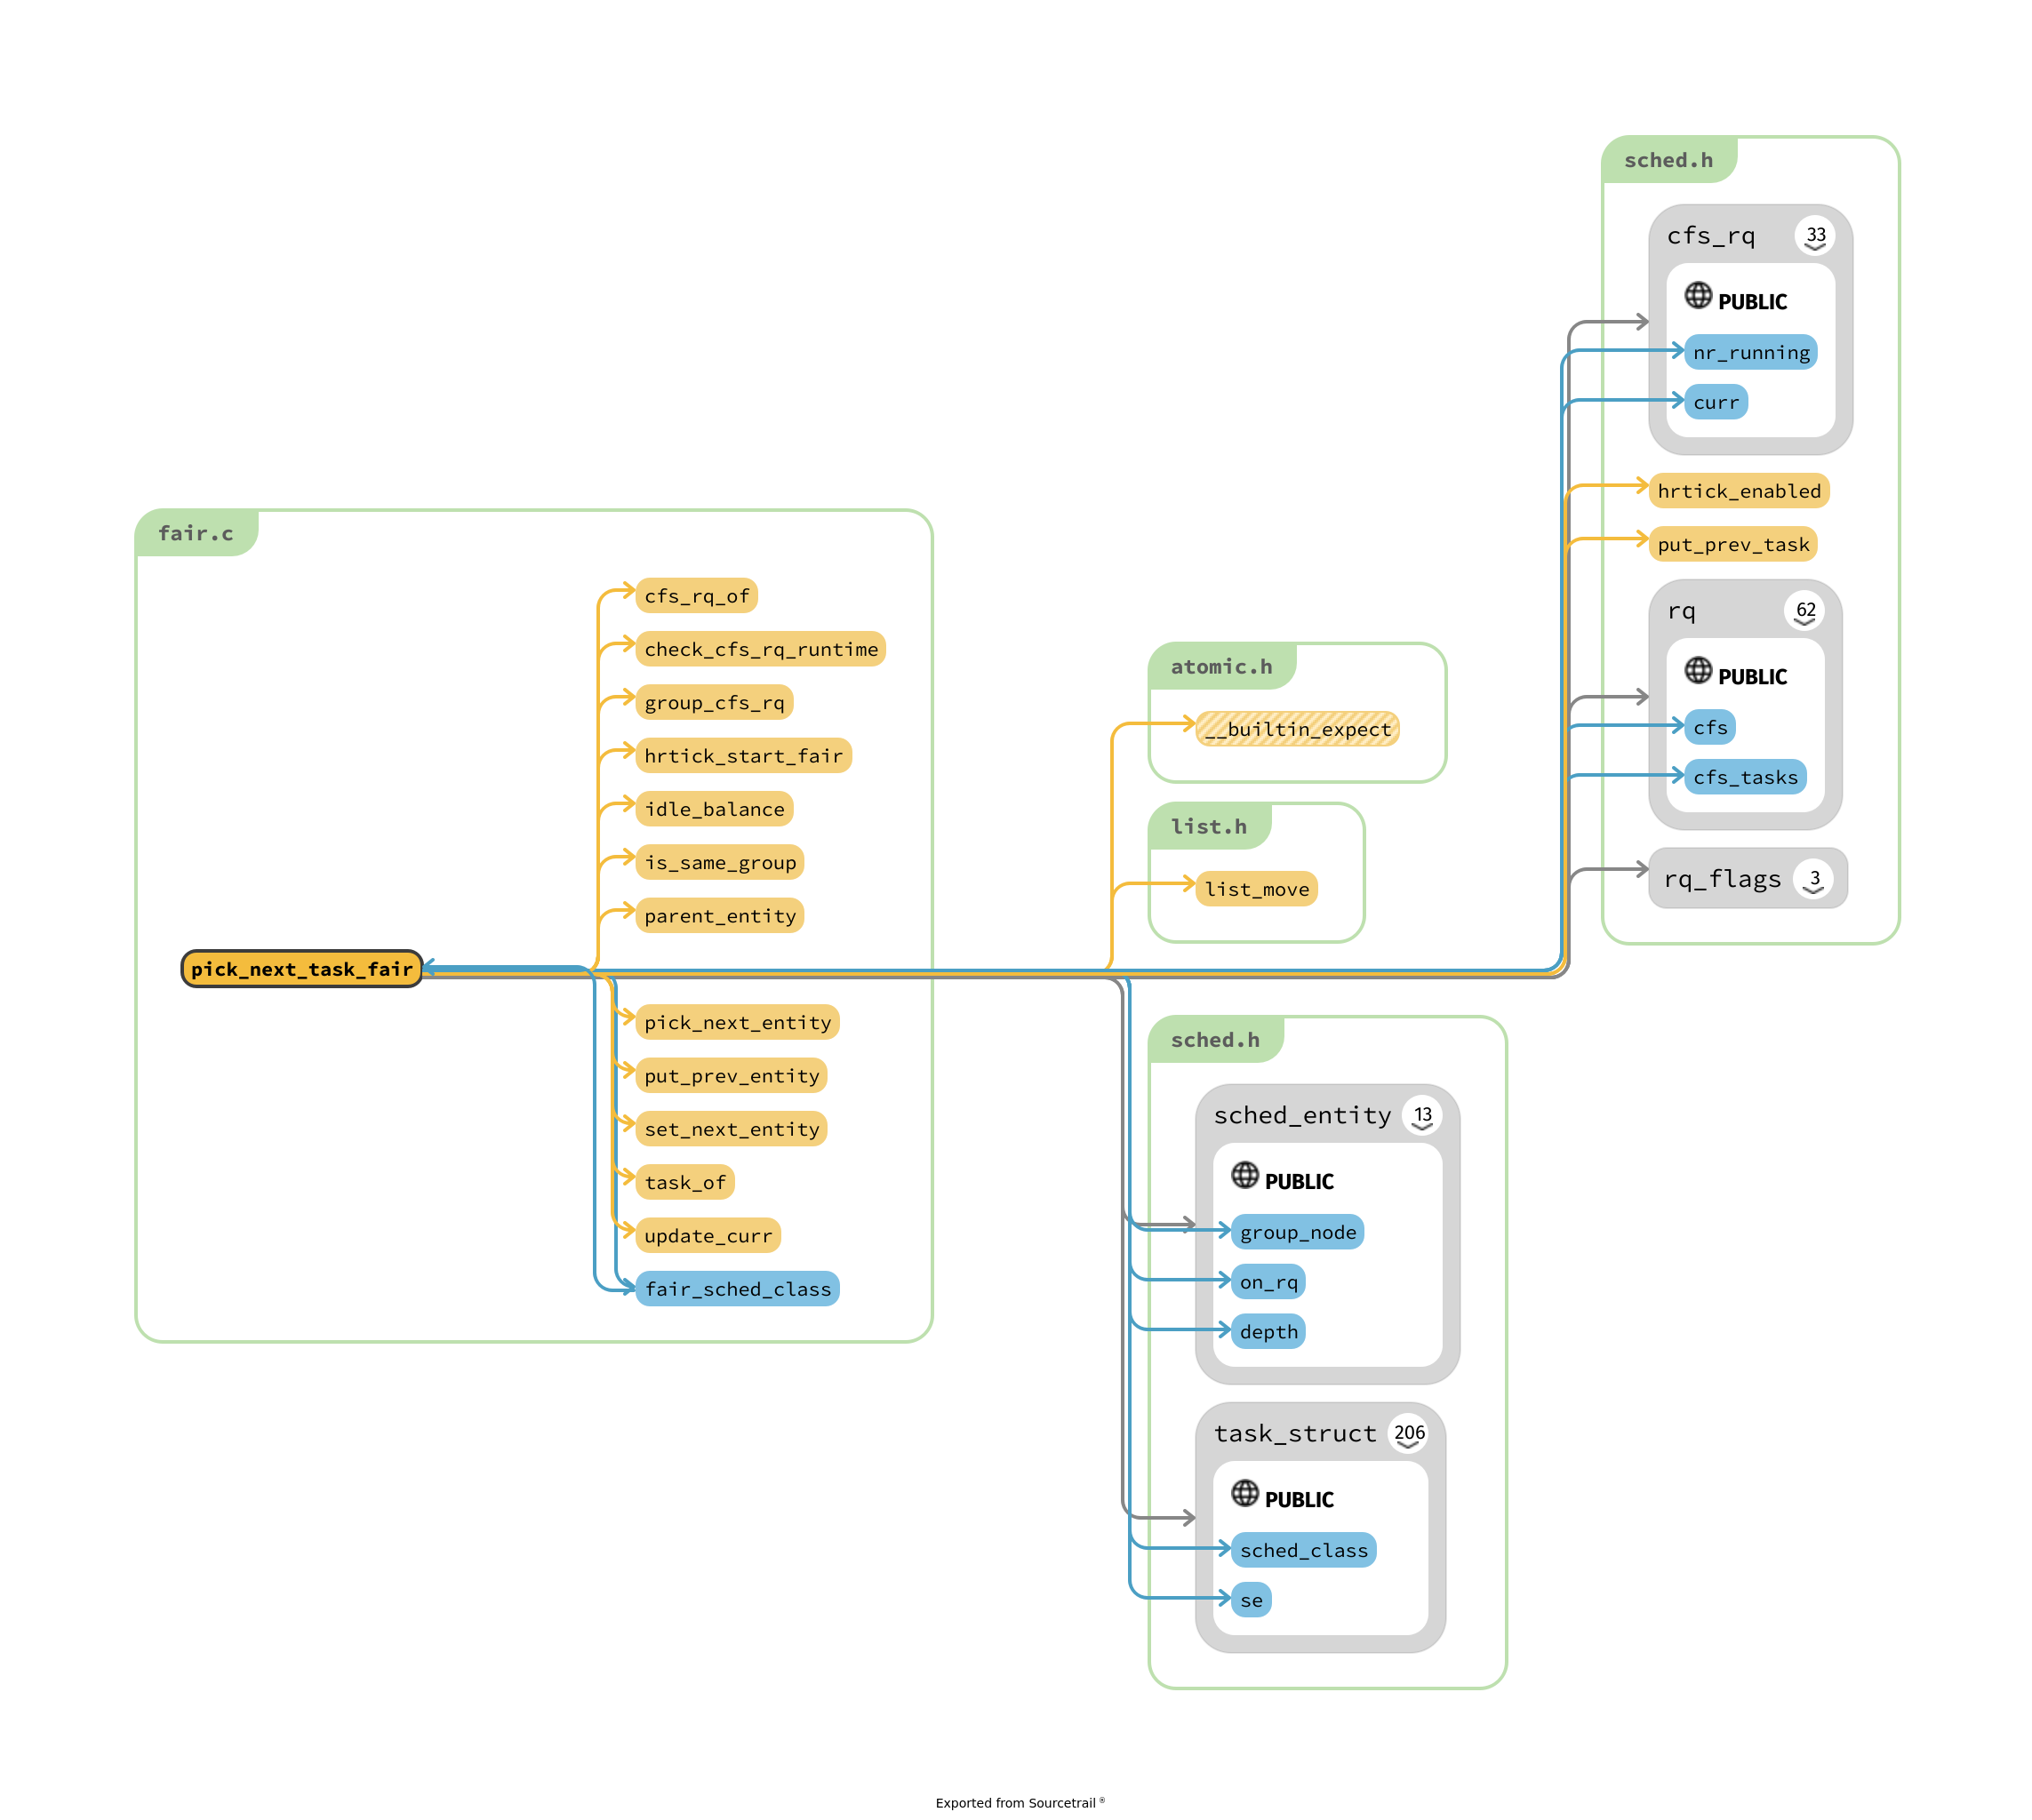 fair.c
cfs_rq_of
check_cfs_rq_runtime
group_cfs_rq
hrtick_start_fair
idle_balance
is_same_group
parent_entity
pick_next_task_fair
pick_next_entity
put_prev_entity
set_next_entity
task_of
update_curr
fair_sched_class
atomic.h
__builtin_expect
list.h
list_move
sched.h
sched_entity 13
PUBLIC
group_node
on_rq
depth
task_struct 206
PUBLIC
sched_class
se
sched.h
cfs_rq 33
PUBLIC
nr_running
curr
hrtick_enabled
put_prev_task
rq 62
PUBLIC
cfs
cfs_tasks
rq_flags 3
Exported from Sourcetrail ®